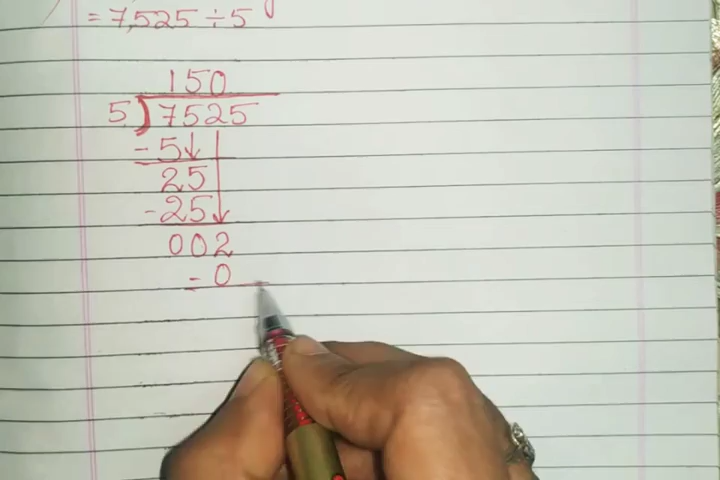 = 7,525 ÷ 5
150
5 ) 7525
- 5 ↓
25
- 25 ↓
002
- 0